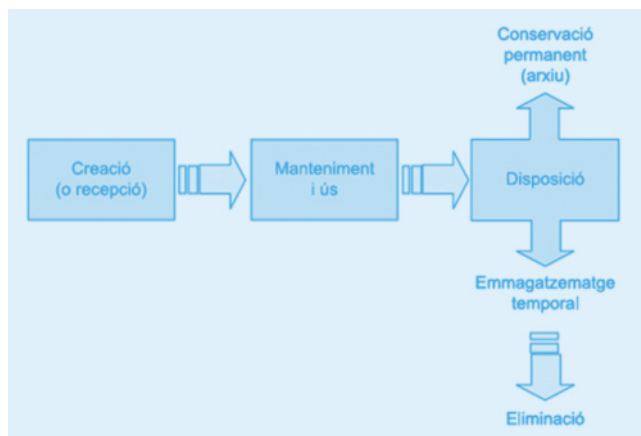 Conservació
permanent
(arxiu)
Creació
(o recepció)
Manteniment
i ús
Disposició
Emmagatzematge
temporal
Eliminació